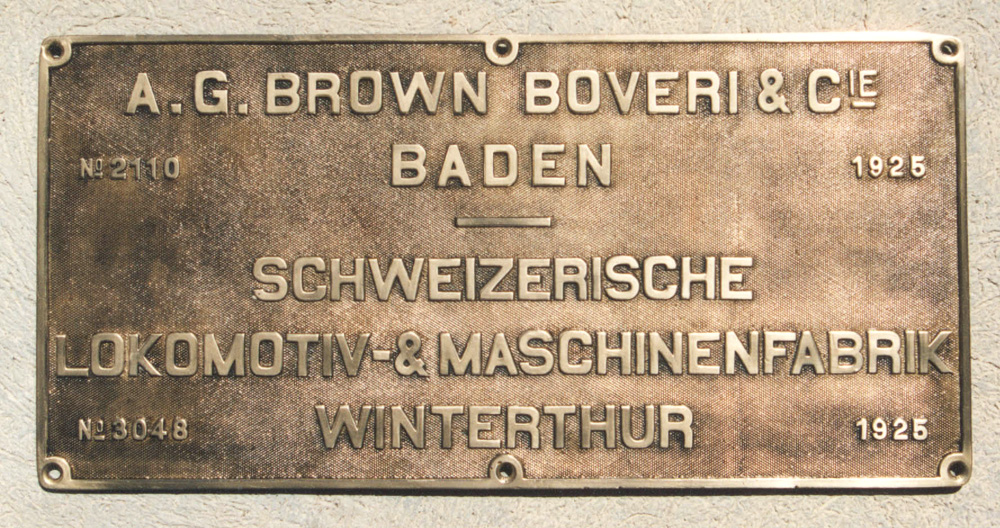 A.G. BROWN BOVERI & CIE
BADEN
No 2110
1925
SCHWEIZERISCHE
LOKOMOTIV-& MASCHINENFABRIK
WINTERTHUR
No 3048
1925